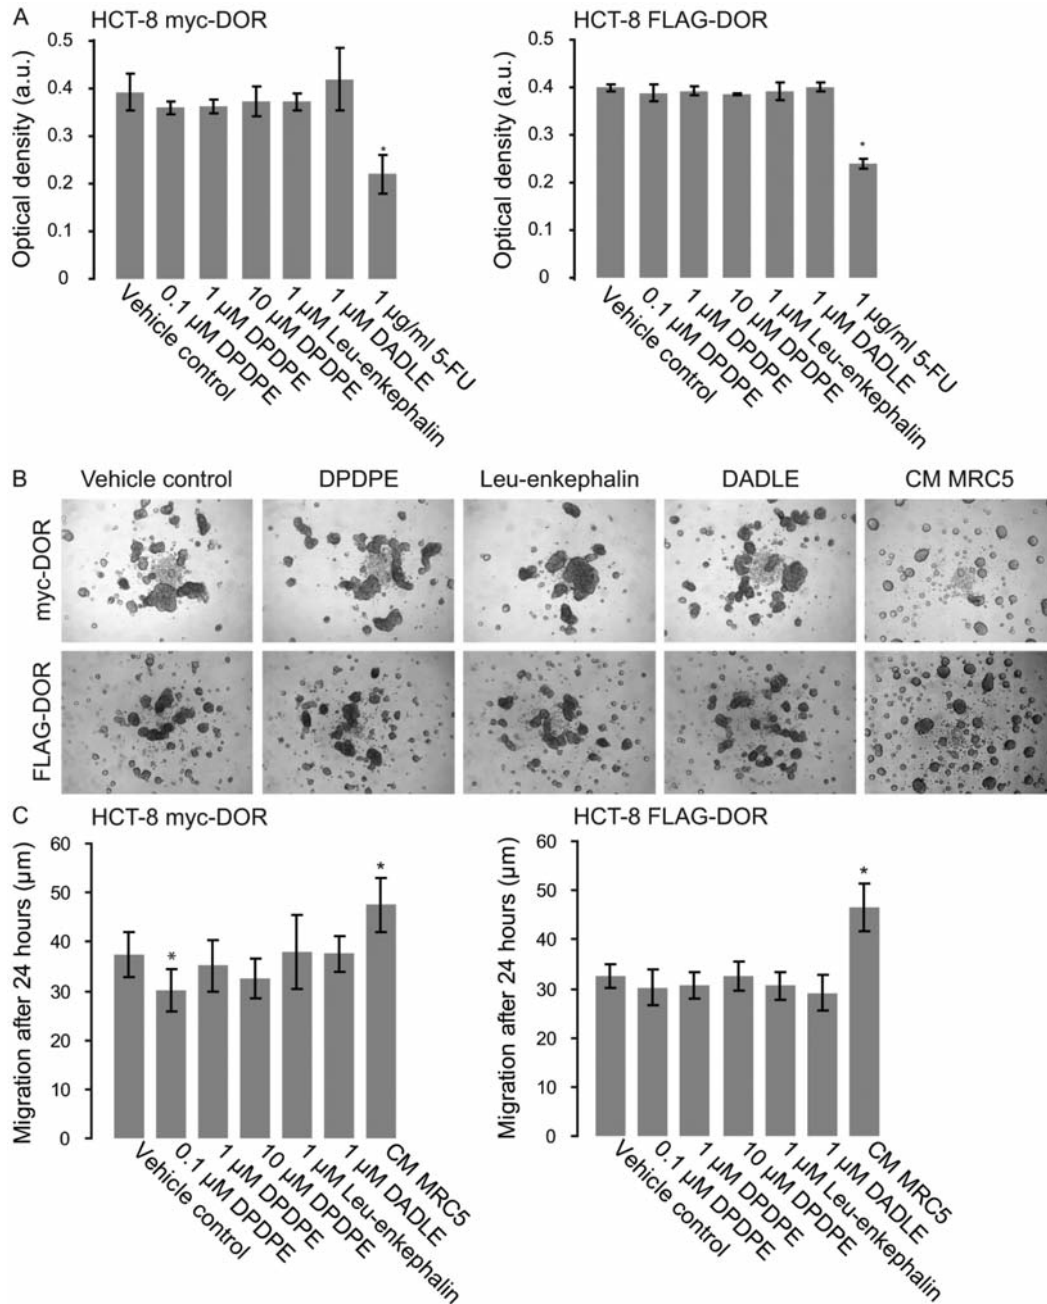 A
HCT-8 myc-DOR
Optical density (a.u.)
0.5
0.4
0.3
0.2
0.1
0
*
Vehicle control
0.1 µM DPDPE
1 µM DPDPE
10 µM DPDPE
1 µM Leu-enkephalin
1 µM DADLE
1 µg/ml 5-FU
HCT-8 FLAG-DOR
Optical density (a.u.)
0.5
0.4
0.3
0.2
0.1
0
*
Vehicle control
0.1 µM DPDPE
1 µM DPDPE
10 µM DPDPE
1 µM Leu-enkephalin
1 µM DADLE
1 µg/ml 5-FU
B
Vehicle control
DPDPE
Leu-enkephalin
DADLE
CM MRC5
myc-DOR
FLAG-DOR
C
HCT-8 myc-DOR
Migration after 24 hours (µm)
60
50
40
30
20
10
0
*
*
Vehicle control
0.1 µM DPDPE
1 µM DPDPE
10 µM DPDPE
1 µM Leu-enkephalin
1 µM DADLE
CM MRC5
HCT-8 FLAG-DOR
Migration after 24 hours (µm)
60
50
40
30
20
10
0
*
Vehicle control
0.1 µM DPDPE
1 µM DPDPE
10 µM DPDPE
1 µM Leu-enkephalin
1 µM DADLE
CM MRC5